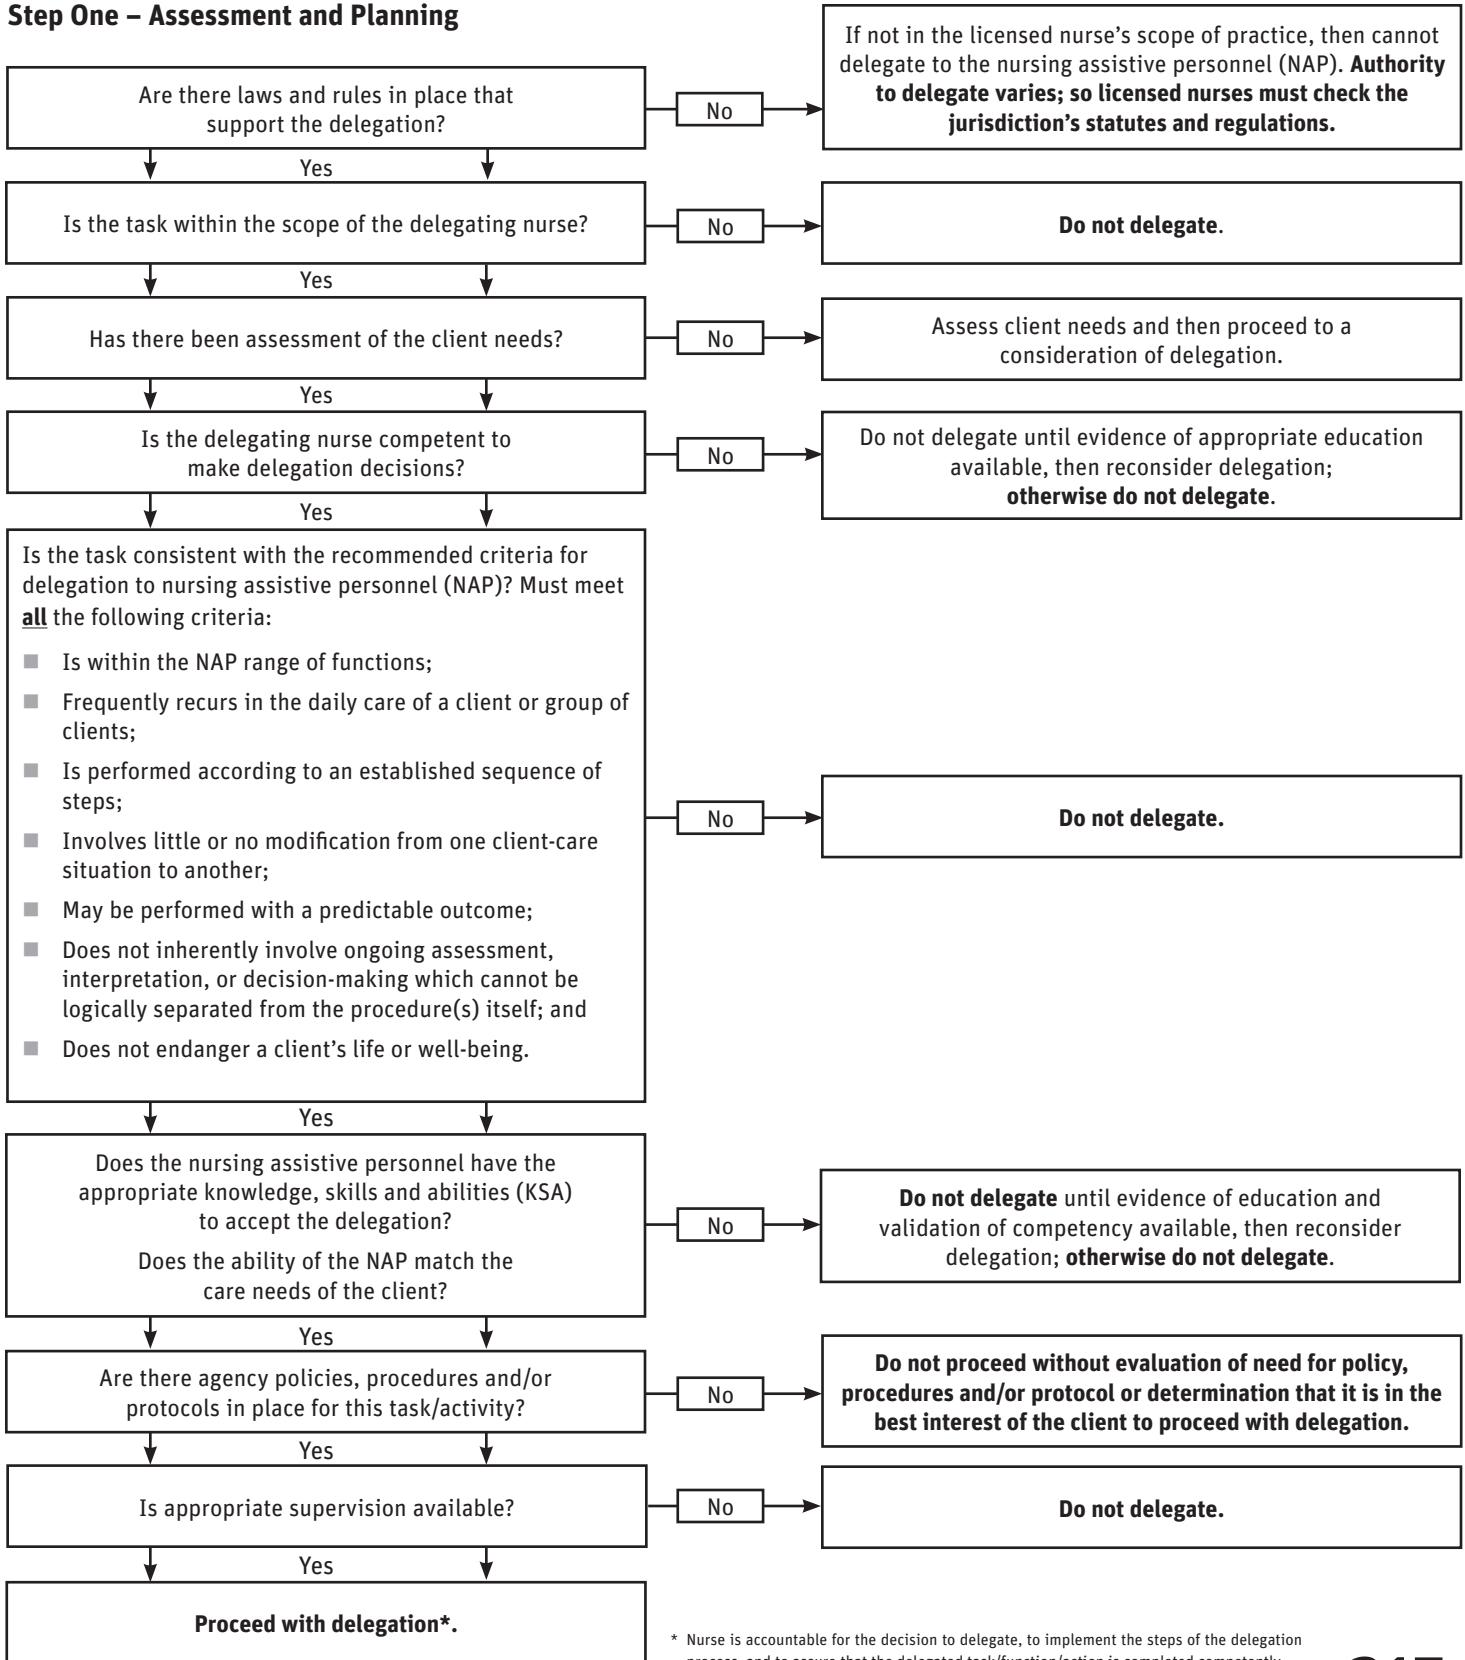 Step One – Assessment and Planning
If not in the licensed nurse's scope of practice, then cannot
delegate to the nursing assistive personnel (NAP). Authority
to delegate varies; so licensed nurses must check the
jurisdiction's statutes and regulations.
Are there laws and rules in place that
support the delegation?
No
Yes
Is the task within the scope of the delegating nurse?
No
Do not delegate.
Yes
Has there been assessment of the client needs?
No
Assess client needs and then proceed to a
consideration of delegation.
Yes
Is the delegating nurse competent to
make delegation decisions?
No
Do not delegate until evidence of appropriate education
available, then reconsider delegation;
otherwise do not delegate.
Yes
Is the task consistent with the recommended criteria for
delegation to nursing assistive personnel (NAP)? Must meet
all the following criteria:
Is within the NAP range of functions;
Frequently recurs in the daily care of a client or group of
clients;
Is performed according to an established sequence of
steps;
Involves little or no modification from one client-care
situation to another;
May be performed with a predictable outcome;
Does not inherently involve ongoing assessment,
interpretation, or decision-making which cannot be
logically separated from the procedure(s) itself; and
Does not endanger a client's life or well-being.
No
Do not delegate.
Yes
Does the nursing assistive personnel have the
appropriate knowledge, skills and abilities (KSA)
to accept the delegation?
Does the ability of the NAP match the
care needs of the client?
No
Do not delegate until evidence of education and
validation of competency available, then reconsider
delegation; otherwise do not delegate.
Yes
Are there agency policies, procedures and/or
protocols in place for this task/activity?
No
Do not proceed without evaluation of need for policy,
procedures and/or protocol or determination that it is in the
best interest of the client to proceed with delegation.
Yes
Is appropriate supervision available?
No
Do not delegate.
Yes
Proceed with delegation*.
* Nurse is accountable for the decision to delegate, to implement the steps of the delegation
process, and to assure that the delegated task/function/action is completed competently.